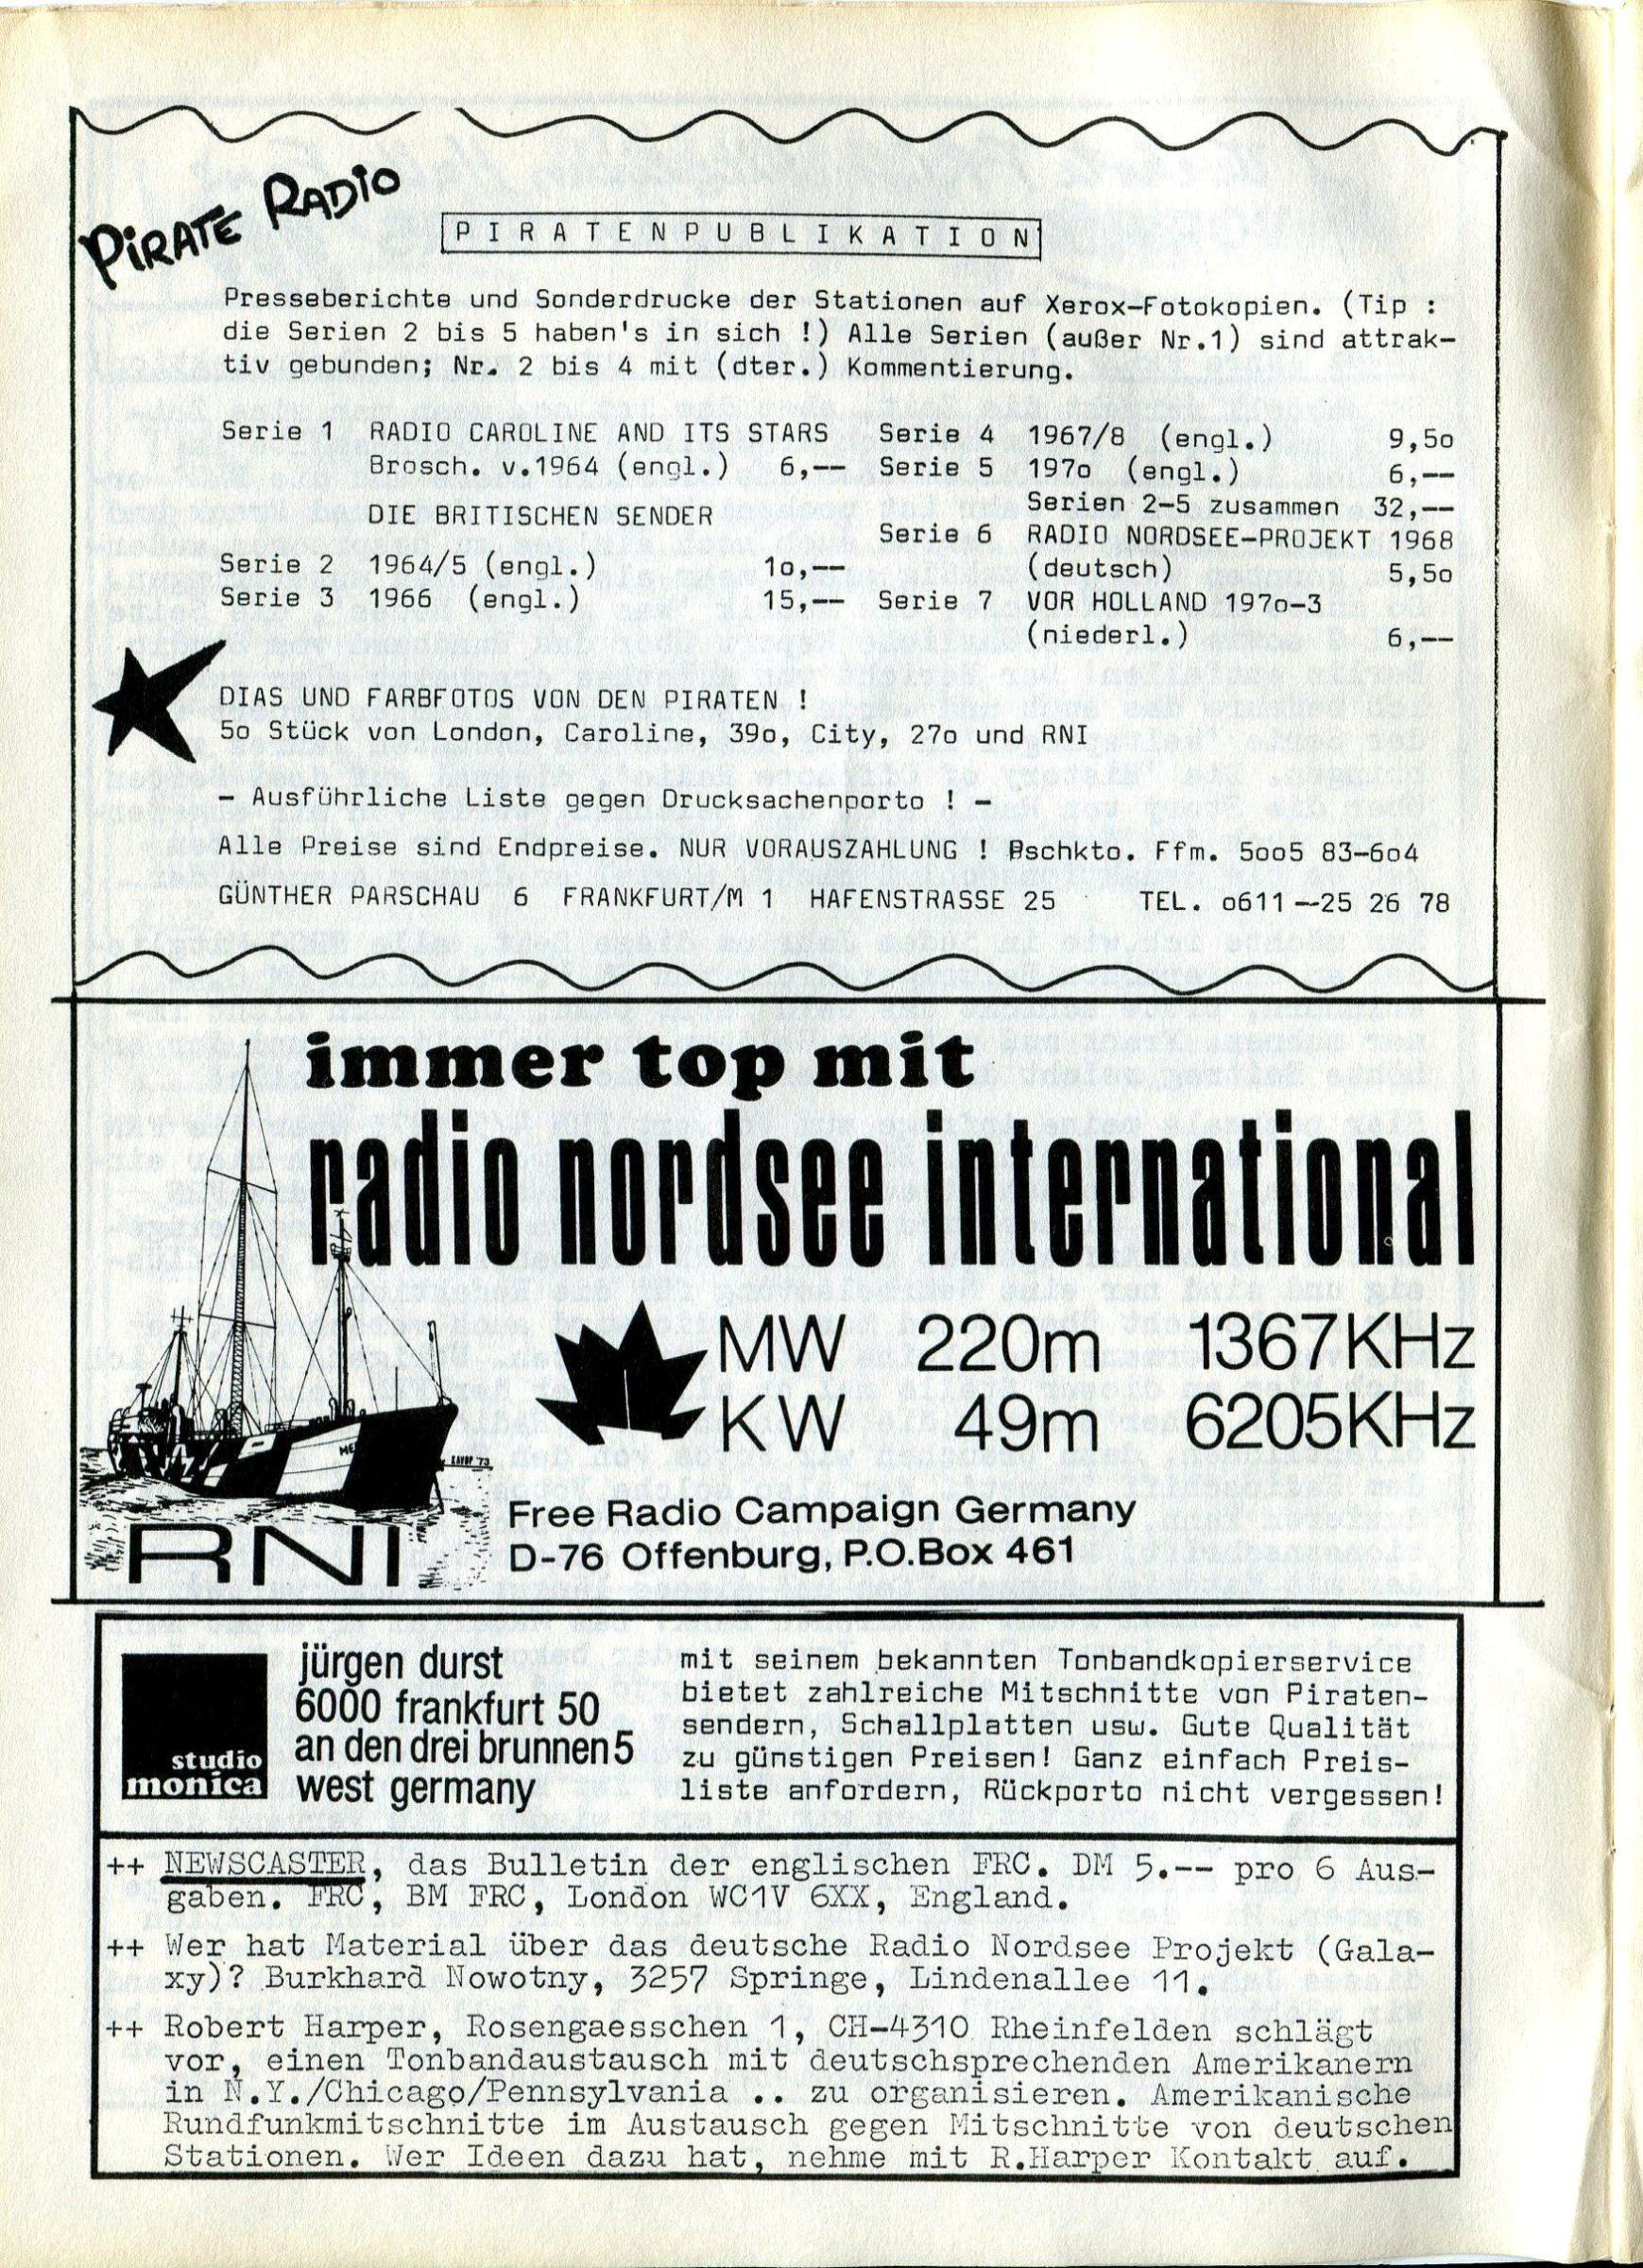 PIRATE RADIO
PIRATENPUBLIKATION
Presseberichte und Sonderdrucke der Stationen auf Xerox-Fotokopien. (Tip :
die Serien 2 bis 5 haben's in sich !) Alle Serien (außer Nr.1) sind attrak-
tiv gebunden; Nr. 2 bis 4 mit (dter.) Kommentierung.
Serie 1 RADIO CAROLINE AND ITS STARS
Brosch. v.1964 (engl.) 6,--
DIE BRITISCHEN SENDER
Serie 2 1964/5 (engl.) 1o,--
Serie 3 1966 (engl.) 15,--
Serie 4 1967/8 (engl.) 9,5o
Serie 5 197o (engl.) 6,--
Serien 2-5 zusammen 32,--
Serie 6 RADIO NORDSEE-PROJEKT 1968
(deutsch) 5,5o
Serie 7 VOR HOLLAND 197o-3
(niederl.) 6,--
DIAS UND FARBFOTOS VON DEN PIRATEN !
5o Stück von London, Caroline, 39o, City, 27o und RNI
- Ausführliche Liste gegen Drucksachenporto ! -
Alle Preise sind Endpreise. NUR VORAUSZAHLUNG ! Pschkto. Ffm. 5oo5 83-6o4
GÜNTHER PARSCHAU 6 FRANKFURT/M 1 HAFENSTRASSE 25 TEL. o611 --25 26 78
immer top mit
radio nordsee international
MW 220m 1367KHz
KW 49m 6205KHz
Free Radio Campaign Germany
D-76 Offenburg, P.O.Box 461
RNI
studio
monica
jürgen durst
6000 frankfurt 50
an den drei brunnen 5
west germany
mit seinem bekannten Tonbandkopierservice
bietet zahlreiche Mitschnitte von Piraten-
sendern, Schallplatten usw. Gute Qualität
zu günstigen Preisen! Ganz einfach Preis-
liste anfordern, Rückporto nicht vergessen!
++ NEWSCASTER, das Bulletin der englischen FRC. DM 5.-- pro 6 Aus-
gaben. FRC, BM FRC, London WC1V 6XX, England.
++ Wer hat Material über das deutsche Radio Nordsee Projekt (Gala-
xy)? Burkhard Nowotny, 3257 Springe, Lindenallee 11.
++ Robert Harper, Rosengaesschen 1, CH-4310 Rheinfelden schlägt
vor, einen Tonbandaustausch mit deutschsprechenden Amerikanern
in N.Y./Chicago/Pennsylvania .. zu organisieren. Amerikanische
Rundfunkmitschnitte im Austausch gegen Mitschnitte von deutschen
Stationen. Wer Ideen dazu hat, nehme mit R.Harper Kontakt auf.